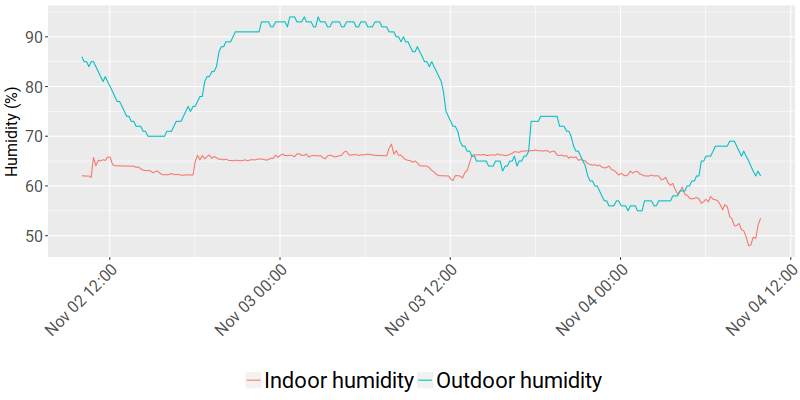 Humidity (%)
90
80
70
60
50
Nov 02 12:00
Nov 03 00:00
Nov 03 12:00
Nov 04 00:00
Nov 04 12:00
Indoor humidity Outdoor humidity